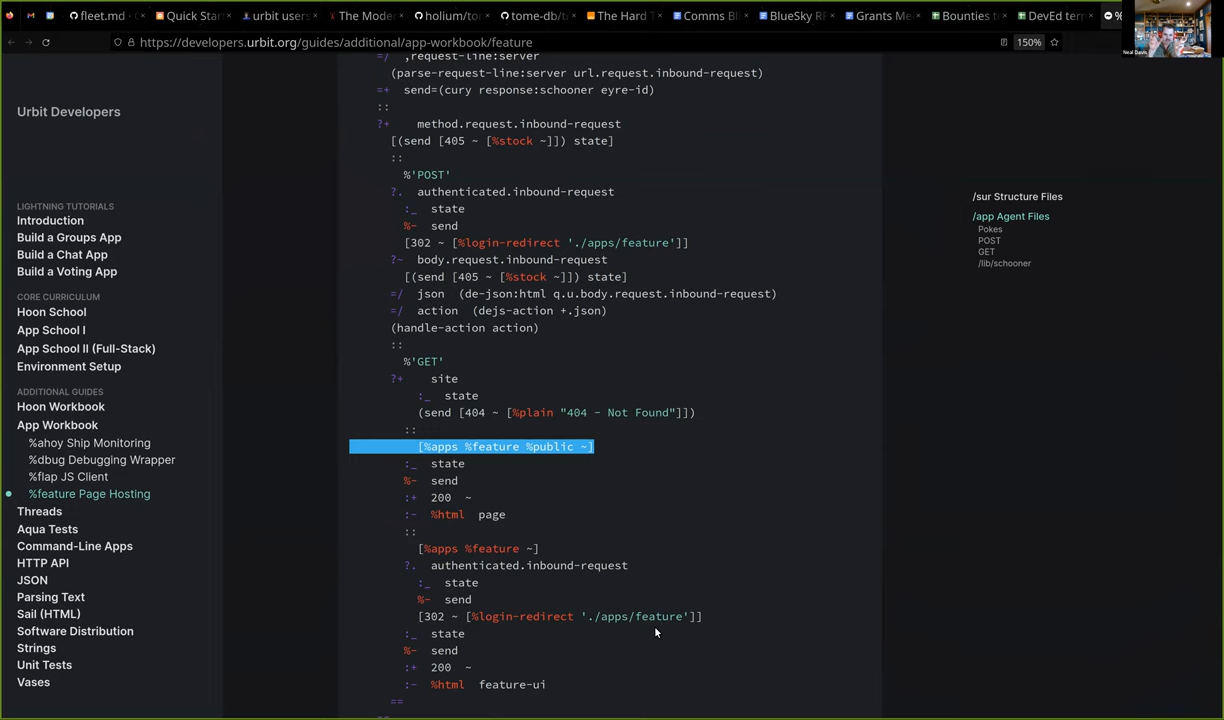 fleet.md - 
Quick Star
urbit users
The Moder
holium/to
tome-db/t
The Hard T
Comms Bl
BlueSky R
Grants Me
Bounties t
DevEd ter
%
https://developers.urbit.org/guides/additional/app-workbook/feature
150%
Neal Davis
Urbit Developers
LIGHTNING TUTORIALS
Introduction
Build a Groups App
Build a Chat App
Build a Voting App
CORE CURRICULUM
Hoon School
App School I
App School II (Full-Stack)
Environment Setup
ADDITIONAL GUIDES
Hoon Workbook
App Workbook
%ahoy Ship Monitoring
%dbug Debugging Wrapper
%flap JS Client
%feature Page Hosting
Threads
Aqua Tests
Command-Line Apps
HTTP API
JSON
Parsing Text
Sail (HTML)
Software Distribution
Strings
Unit Tests
Vases
=/ ,request-line:server
(parse-request-line:server url.request.inbound-request)
=+ send=(cury response:schooner eyre-id)
::
?+ method.request.inbound-request
[(send [405 ~ [%stock ~]]) state]
::
%'POST'
?. authenticated.inbound-request
:_ state
%- send
[302 ~ [%login-redirect './apps/feature']]
?~ body.request.inbound-request
[(send [405 ~ [%stock ~]]) state]
=/ json (de-json:html q.u.body.request.inbound-request)
=/ action (dejs-action +.json)
(handle-action action)
::
%'GET'
?+ site
:_ state
(send [404 ~ [%plain "404 - Not Found"]])
::
[%apps %feature %public ~]
:_ state
%- send
:+ 200 ~
:- %html page
::
[%apps %feature ~]
?. authenticated.inbound-request
:_ state
%- send
[302 ~ [%login-redirect './apps/feature']]
:_ state
%- send
:+ 200 ~
:- %html feature-ui
==
/sur Structure Files
/app Agent Files
Pokes
POST
GET
/lib/schooner